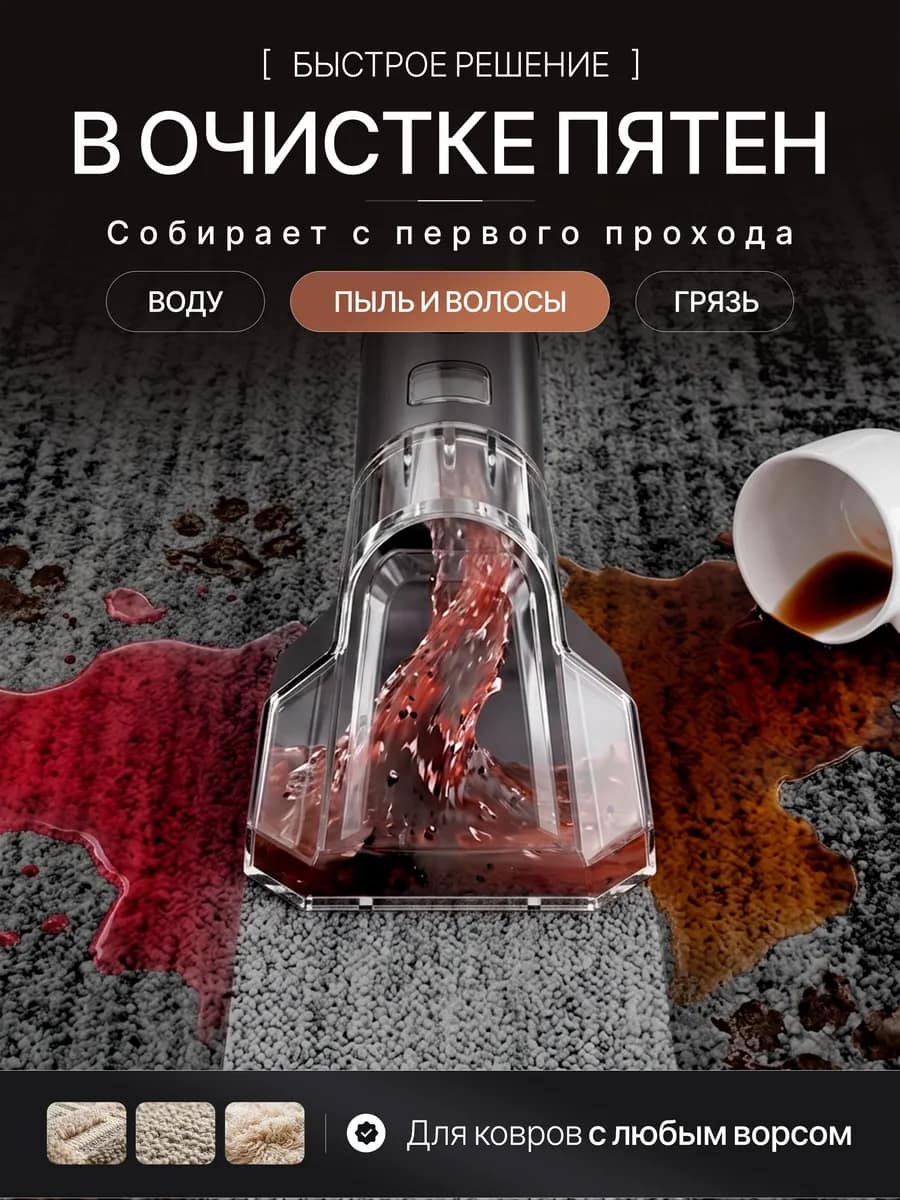 [ БЫСТРОЕ РЕШЕНИЕ ]
В ОЧИСТКЕ ПЯТЕН
Собирает с первого прохода
ВОДУ ПЫЛЬ И ВОЛОСЫ ГРЯЗЬ
Для ковров с любым ворсом